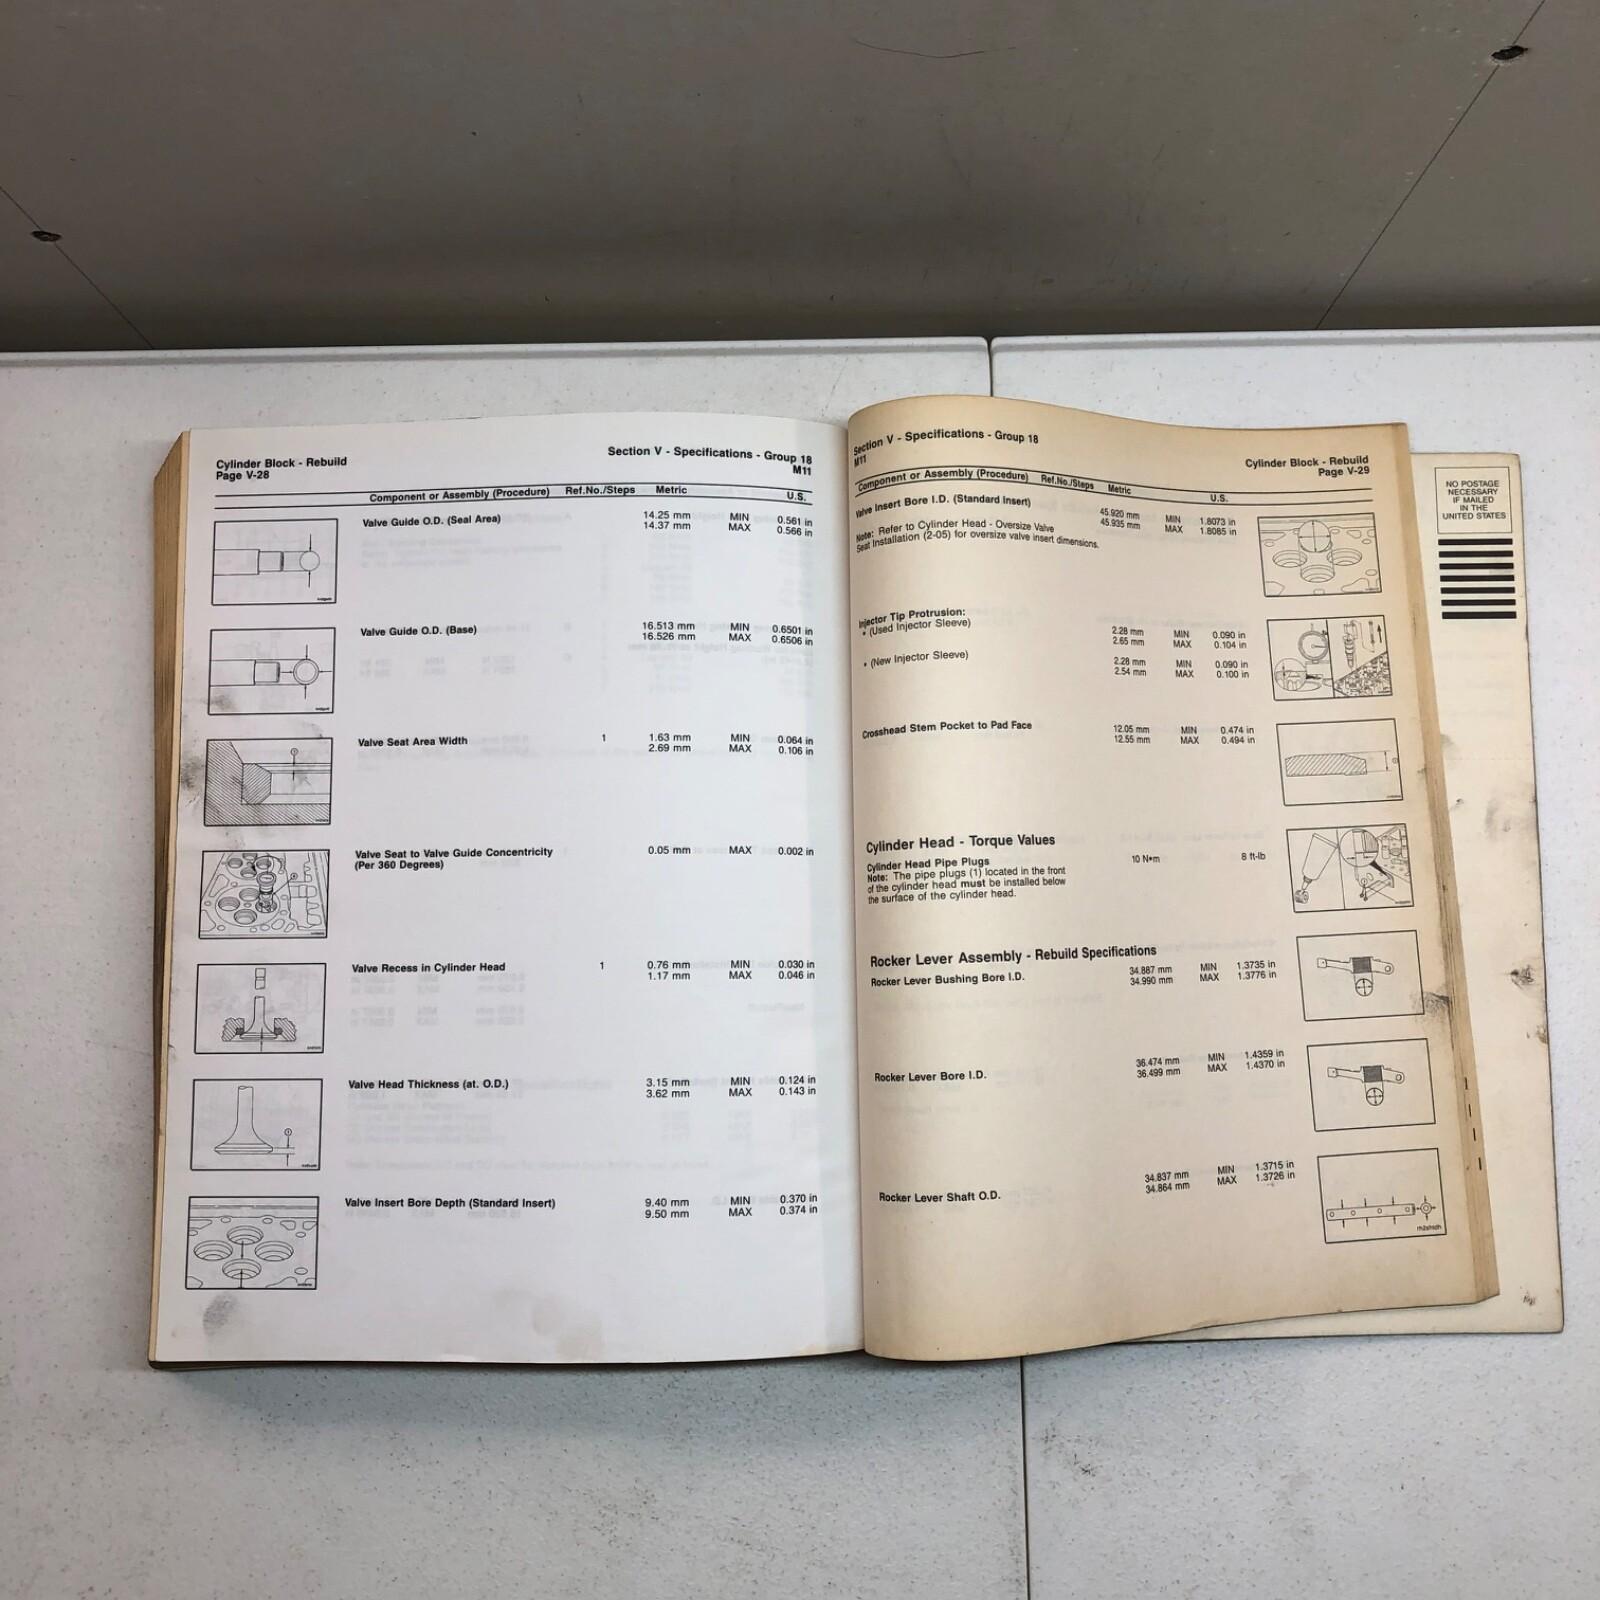 Cylinder Block - Rebuild
Page V-28
Section V - Specifications - Group 18
M11
Component or Assembly (Procedure) Ref.No./Steps Metric U.S.
Valve Guide O.D. (Seal Area) 14.25 mm MIN 0.561 in
14.37 mm MAX 0.566 in
Valve Guide O.D. (Base) 16.513 mm MIN 0.6501 in
16.526 mm MAX 0.6506 in
Valve Seat Area Width 1 1.63 mm MIN 0.064 in
2.69 mm MAX 0.106 in
Valve Seat to Valve Guide Concentricity 0.05 mm MAX 0.002 in
(Per 360 Degrees)
Valve Recess in Cylinder Head 1 0.76 mm MIN 0.030 in
1.17 mm MAX 0.046 in
Valve Head Thickness (at. O.D.) 3.15 mm MIN 0.124 in
3.62 mm MAX 0.143 in
Valve Insert Bore Depth (Standard Insert) 9.40 mm MIN 0.370 in
9.50 mm MAX 0.374 in
Section V - Specifications - Group 18
M11
Cylinder Block - Rebuild
Page V-29
Component or Assembly (Procedure) Ref.No./Steps Metric U.S.
Valve Insert Bore I.D. (Standard Insert) 45.920 mm MIN 1.8073 in
45.935 mm MAX 1.8085 in
Note: Refer to Cylinder Head - Oversize Valve
Seat Installation (2-05) for oversize valve insert dimensions.
Injector Tip Protrusion:
• (Used Injector Sleeve) 2.28 mm MIN 0.090 in
2.65 mm MAX 0.104 in
• (New Injector Sleeve) 2.28 mm MIN 0.090 in
2.54 mm MAX 0.100 in
Crosshead Stem Pocket to Pad Face 12.05 mm MIN 0.474 in
12.55 mm MAX 0.494 in
Cylinder Head - Torque Values
Cylinder Head Pipe Plugs 10 N•m 8 ft-lb
Note: The pipe plugs (1) located in the front
of the cylinder head must be installed below
the surface of the cylinder head.
Rocker Lever Assembly - Rebuild Specifications
Rocker Lever Bushing Bore I.D. 34.887 mm MIN 1.3735 in
34.990 mm MAX 1.3776 in
Rocker Lever Bore I.D. 36.474 mm MIN 1.4359 in
36.499 mm MAX 1.4370 in
Rocker Lever Shaft O.D. 34.837 mm MIN 1.3715 in
34.864 mm MAX 1.3726 in
NO POSTAGE
NECESSARY
IF MAILED
IN THE
UNITED STATES